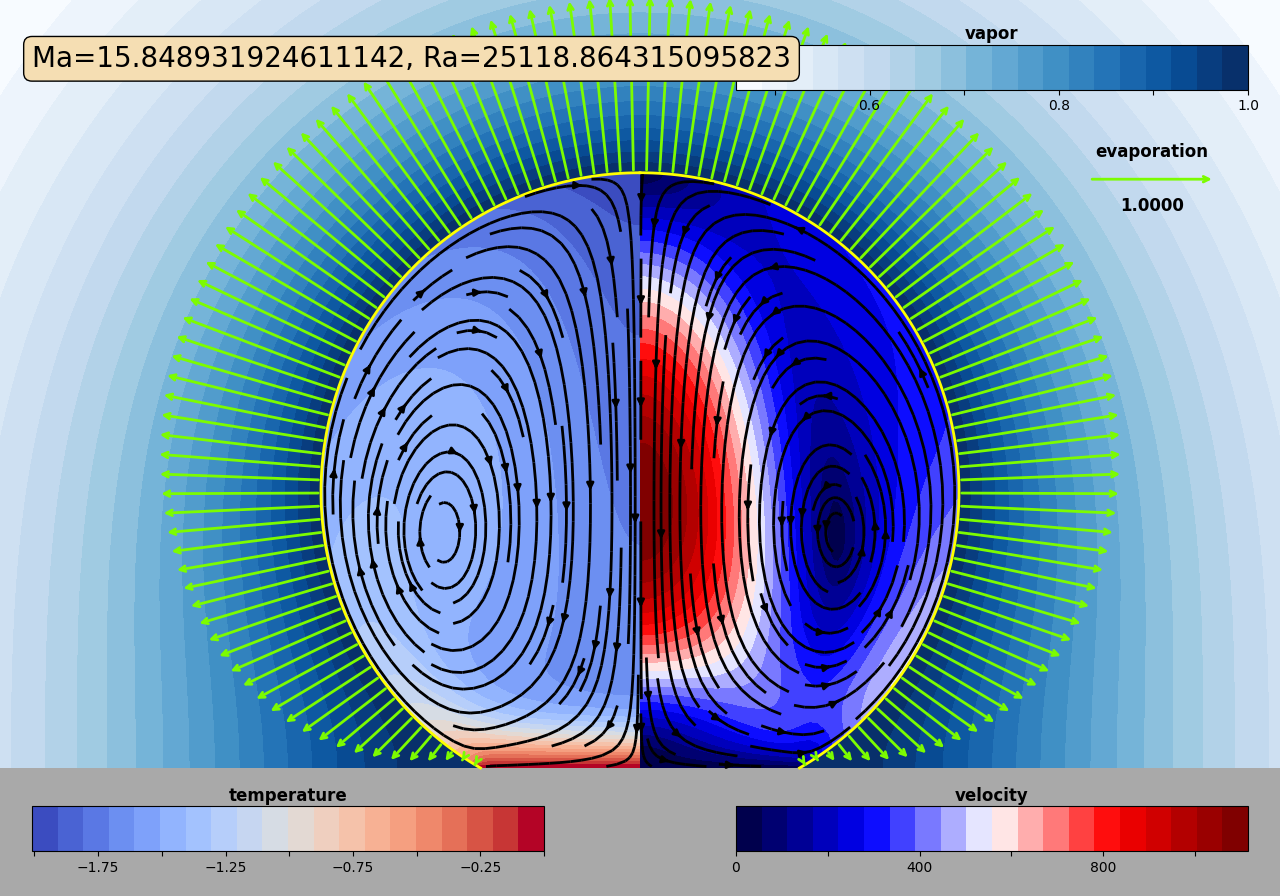 vapor
Ma=15.848931924611142, Ra=25118.864315095823
0.6 0.8 1.0
evaporation
1.0000
temperature velocity
−1.75 −1.25 −0.75 −0.25 0 400 800